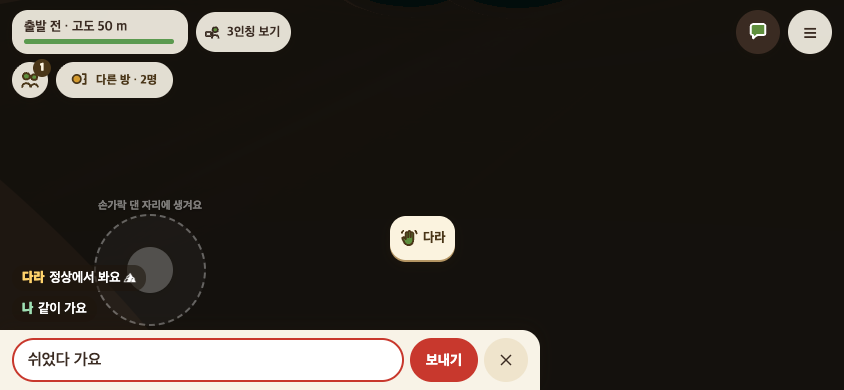 출발 전 · 고도 50 m
3인칭 보기
1
다른 방 · 2명
손가락 댄 자리에 생겨요
다라
다라 정상에서 봐요
나 같이 가요
쉬었다 가요
보내기